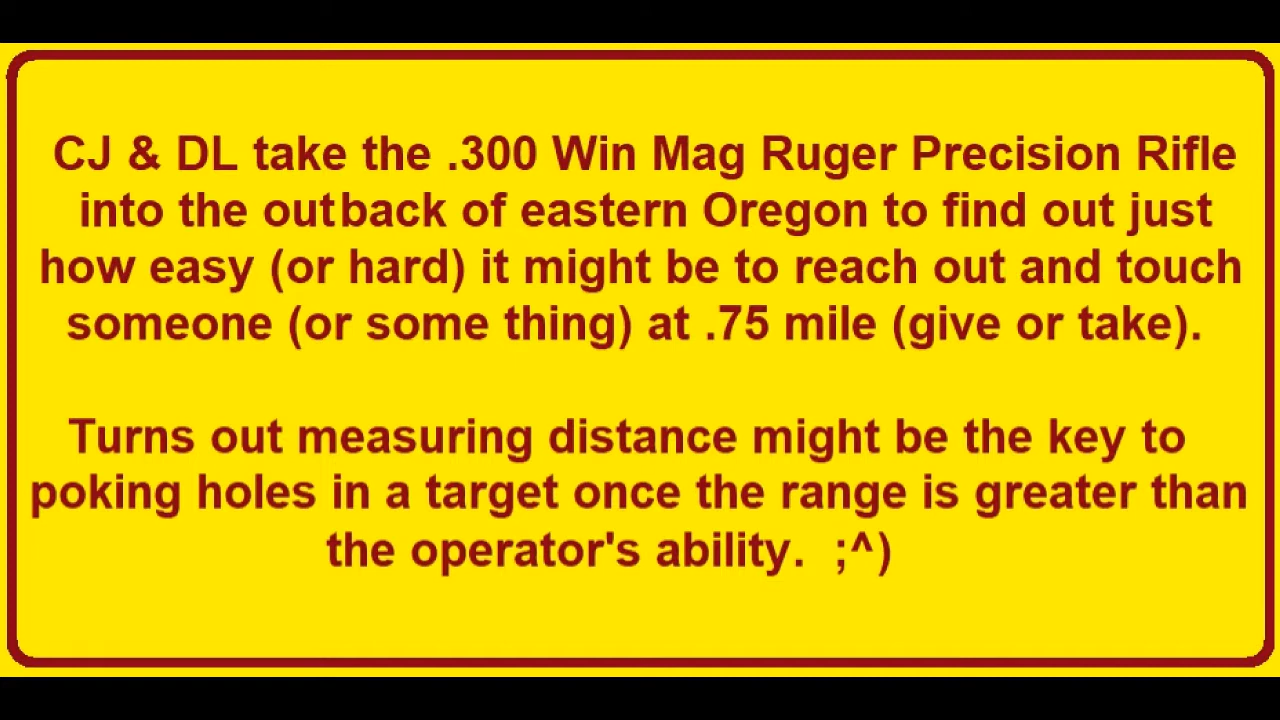 CJ & DL take the .300 Win Mag Ruger Precision Rifle
into the outback of eastern Oregon to find out just
how easy (or hard) it might be to reach out and touch
someone (or some thing) at .75 mile (give or take).
Turns out measuring distance might be the key to
poking holes in a target once the range is greater than
the operator's ability.  ;^)